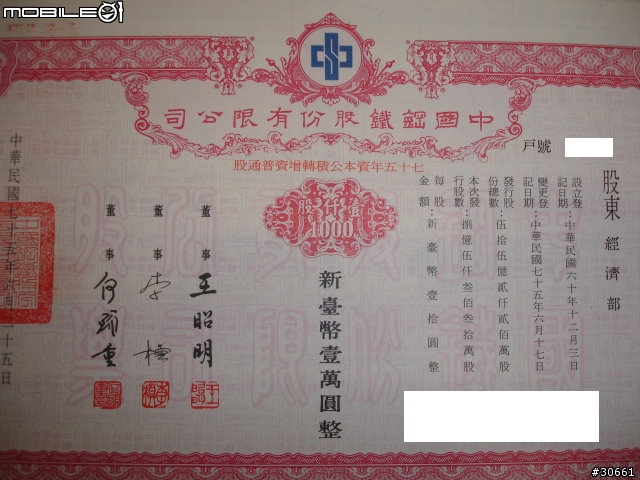 MOBILE01
司公限有份股鐵鋼國中
股通普資增轉積公本資年五十七
戶號
股東 經濟部
設立登記日期：中華民國六十年十二月三日
變更登記日期：中華民國七十五年六月十七日
發行股份總數：伍拾伍億貳仟貳佰萬股
本次發行股數：捌億伍仟叁佰叁拾萬股
每股金額：新臺幣壹拾圓整
股仟壹
1000
新臺幣壹萬圓整
董事 王昭明
董事 李
董事
中華民國七十五年
#30661